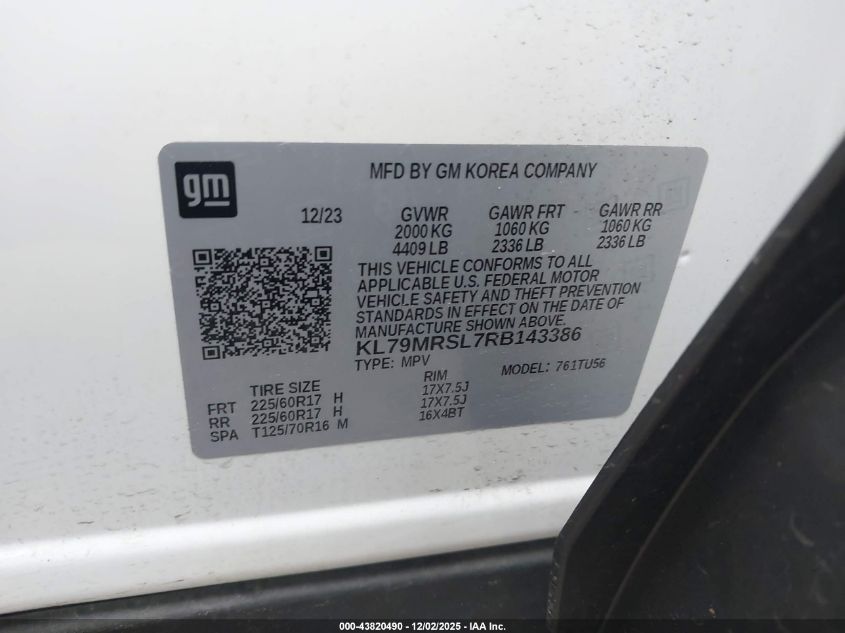 gm
MFD BY GM KOREA COMPANY
12/23 GVWR GAWR FRT GAWR RR
2000 KG 1060 KG 1060 KG
4409 LB 2336 LB 2336 LB
THIS VEHICLE CONFORMS TO ALL
APPLICABLE U.S. FEDERAL MOTOR
VEHICLE SAFETY AND THEFT PREVENTION
STANDARDS IN EFFECT ON THE DATE OF
MANUFACTURE SHOWN ABOVE.
KL79MRSL7RB143386
TYPE: MPV MODEL: 761TU56
TIRE SIZE RIM
FRT 225/60R17 H 17X7.5J
RR 225/60R17 H 17X7.5J
SPA T125/70R16 M 16X4BT
000-43820490 - 12/02/2025 - IAA Inc.